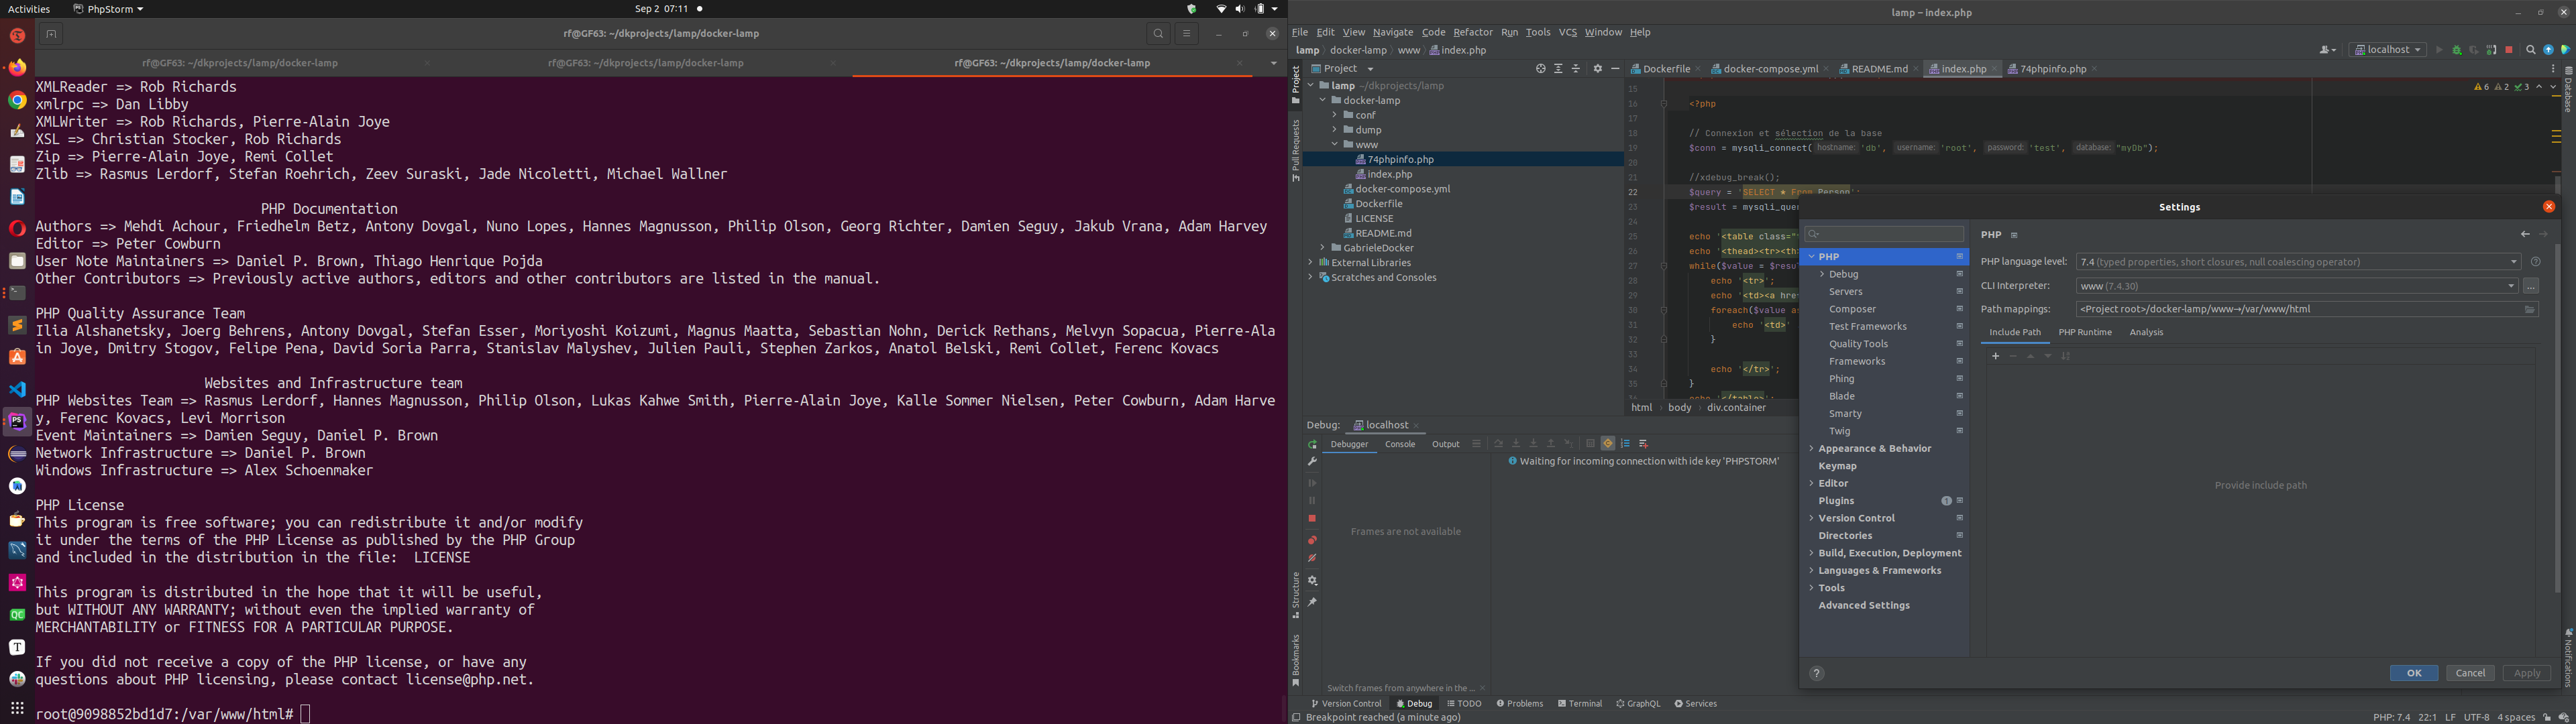 Activities
PhpStorm
Sep 2 07:11
rf@GF63: ~/dkprojects/lamp/docker-lamp
rf@GF63: ~/dkprojects/lamp/docker-lamp
rf@GF63: ~/dkprojects/lamp/docker-lamp
rf@GF63: ~/dkprojects/lamp/docker-lamp
XMLReader => Rob Richards
xmlrpc => Dan Libby
XMLWriter => Rob Richards, Pierre-Alain Joye
XSL => Christian Stocker, Rob Richards
Zip => Pierre-Alain Joye, Remi Collet
Zlib => Rasmus Lerdorf, Stefan Roehrich, Zeev Suraski, Jade Nicoletti, Michael Wallner
PHP Documentation
Authors => Mehdi Achour, Friedhelm Betz, Antony Dovgal, Nuno Lopes, Hannes Magnusson, Philip Olson, Georg Richter, Damien Seguy, Jakub Vrana, Adam Harvey
Editor => Peter Cowburn
User Note Maintainers => Daniel P. Brown, Thiago Henrique Pojda
Other Contributors => Previously active authors, editors and other contributors are listed in the manual.
PHP Quality Assurance Team
Ilia Alshanetsky, Joerg Behrens, Antony Dovgal, Stefan Esser, Moriyoshi Koizumi, Magnus Maatta, Sebastian Nohn, Derick Rethans, Melvyn Sopacua, Pierre-Ala
in Joye, Dmitry Stogov, Felipe Pena, David Soria Parra, Stanislav Malyshev, Julien Pauli, Stephen Zarkos, Anatol Belski, Remi Collet, Ferenc Kovacs
Websites and Infrastructure team
PHP Websites Team => Rasmus Lerdorf, Hannes Magnusson, Philip Olson, Lukas Kahwe Smith, Pierre-Alain Joye, Kalle Sommer Nielsen, Peter Cowburn, Adam Harve
y, Ferenc Kovacs, Levi Morrison
Event Maintainers => Damien Seguy, Daniel P. Brown
Network Infrastructure => Daniel P. Brown
Windows Infrastructure => Alex Schoenmaker
PHP License
This program is free software; you can redistribute it and/or modify
it under the terms of the PHP License as published by the PHP Group
and included in the distribution in the file:  LICENSE
This program is distributed in the hope that it will be useful,
but WITHOUT ANY WARRANTY; without even the implied warranty of
MERCHANTABILITY or FITNESS FOR A PARTICULAR PURPOSE.
If you did not receive a copy of the PHP license, or have any
questions about PHP licensing, please contact license@php.net.
root@9098852bd1d7:/var/www/html#
lamp – index.php
File Edit View Navigate Code Refactor Run Tools VCS Window Help
lamp docker-lamp www index.php
localhost
Project
Dockerfile docker-compose.yml README.md index.php 74phpinfo.php
lamp ~/dkprojects/lamp
docker-lamp
conf
dump
www
74phpinfo.php
index.php
docker-compose.yml
Dockerfile
LICENSE
README.md
GabrieleDocker
External Libraries
Scratches and Consoles
Project
Pull Requests
Structure
Bookmarks
Database
Notifications
6 2 3
15
16 <?php
17
18 // Connexion et sélection de la base
19 $conn = mysqli_connect( hostname: 'db', username: 'root', password: 'test', database: "myDb");
20
21 //xdebug_break();
22 $query = 'SELECT * From Person';
23 $result = mysqli_que
24
25 echo '<table class="
26 echo '<thead><tr><th
27 while($value = $resul
28 echo '<tr>';
29 echo '<td><a hre
30 foreach($value as
31 echo '<td>'
32 }
33
34 echo '</tr>';
35 }
html body div.container
Debug: localhost
Debugger Console Output
Waiting for incoming connection with ide key 'PHPSTORM'
Frames are not available
Switch frames from anywhere in the ...
Settings
PHP
Debug
Servers
Composer
Test Frameworks
Quality Tools
Frameworks
Phing
Blade
Smarty
Twig
Appearance & Behavior
Keymap
Editor
Plugins 1
Version Control
Directories
Build, Execution, Deployment
Languages & Frameworks
Tools
Advanced Settings
PHP
PHP language level: 7.4 (typed properties, short closures, null coalescing operator)
CLI Interpreter: www (7.4.30) ...
Path mappings: <Project root>/docker-lamp/www→/var/www/html
Include Path PHP Runtime Analysis
Provide include path
?
OK Cancel Apply
Version Control Debug TODO Problems Terminal GraphQL Services
Breakpoint reached (a minute ago)
PHP: 7.4 22:1 LF UTF-8 4 spaces